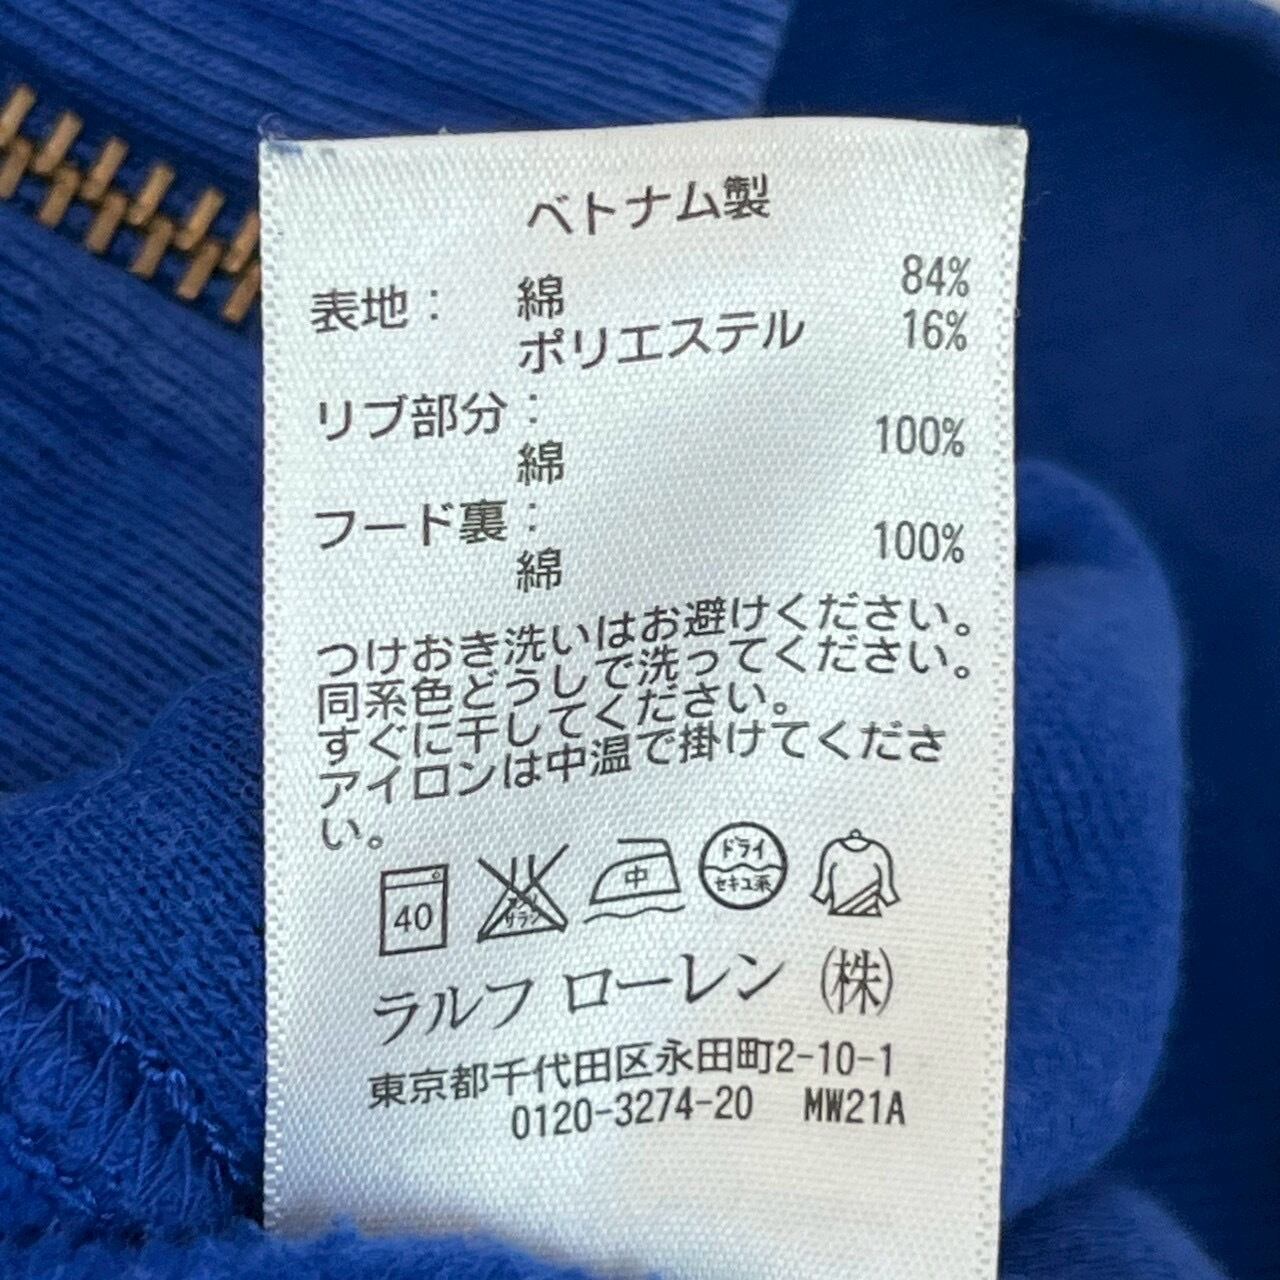 ベトナム製
表地： 綿 84%
ポリエステル 16%
リブ部分：
綿 100%
フード裏：
綿 100%
つけおき洗いはお避けください。
同系色どうしで洗ってください。
すぐに干してください。
アイロンは中温で掛けてくださ
い。
40
エンソ
サラシ
中
ドライ
セキユ系
ラルフ ローレン （株）
東京都千代田区永田町2-10-1
0120-3274-20 MW21A